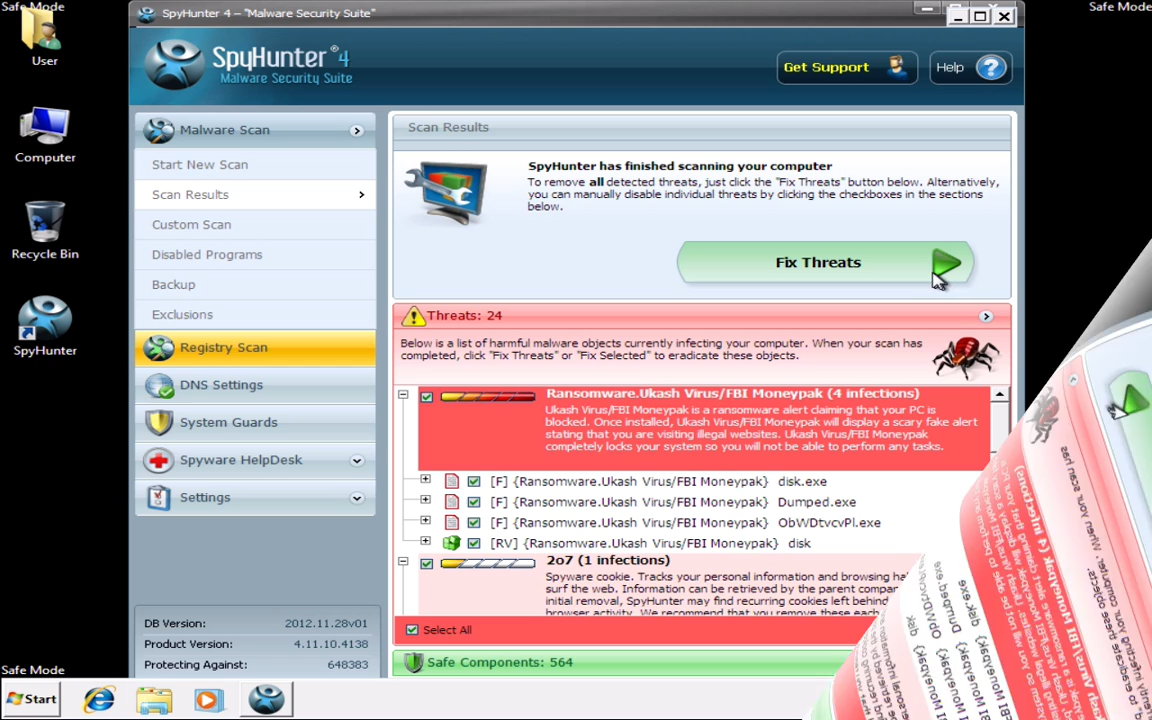 Safe Mode
Safe Mode
User
Computer
Recycle Bin
SpyHunter
SpyHunter 4 – "Malware Security Suite"
SpyHunter®4
Malware Security Suite
Get Support
Help
Malware Scan
Start New Scan
Scan Results
Custom Scan
Disabled Programs
Backup
Exclusions
Registry Scan
DNS Settings
System Guards
Spyware HelpDesk
Settings
DB Version: 2012.11.28v01
Product Version: 4.11.10.4138
Protecting Against: 648383
Scan Results
SpyHunter has finished scanning your computer
To remove all detected threats, just click the "Fix Threats" button below. Alternatively,
you can manually disable individual threats by clicking the checkboxes in the sections
below.
Fix Threats
Threats: 24
Below is a list of harmful malware objects currently infecting your computer. When your scan has
completed, click "Fix Threats" or "Fix Selected" to eradicate these objects.
Ransomware.Ukash Virus/FBI Moneypak (4 infections)
Ukash Virus/FBI Moneypak is a ransomware alert claiming that your PC is
blocked. Once installed, Ukash Virus/FBI Moneypak will display a scary fake alert
stating that you are visiting illegal websites. Ukash Virus/FBI Moneypak
completely locks your system so you will not be able to perform any tasks.
[F] {Ransomware.Ukash Virus/FBI Moneypak} disk.exe
[F] {Ransomware.Ukash Virus/FBI Moneypak} Dumped.exe
[F] {Ransomware.Ukash Virus/FBI Moneypak} ObWDtvcvPl.exe
[RV] {Ransomware.Ukash Virus/FBI Moneypak} disk
2o7 (1 infections)
Spyware cookie. Tracks your personal information and browsing
surf the web. Information can be retrieved by the parent
initial removal, SpyHunter may find recurring cookies left behind
browser activity. We recommend that you remove these
Select All
Safe Components: 564
Safe Mode
Start